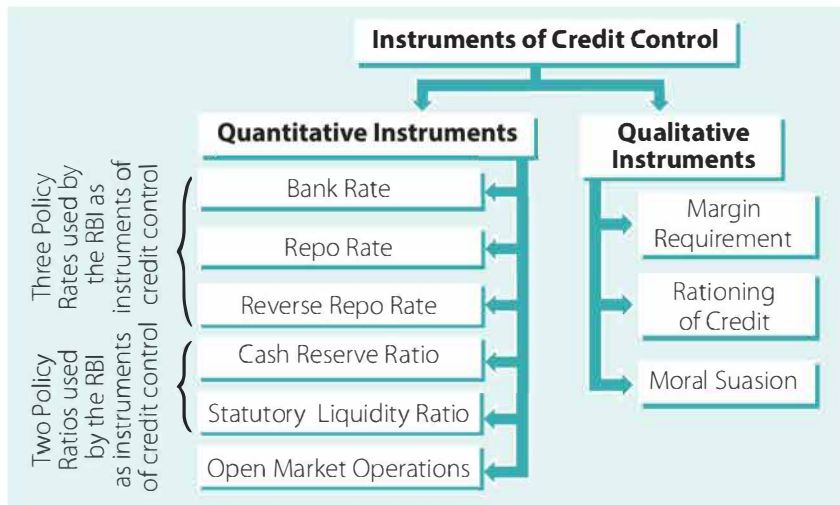 Instruments of Credit Control
Quantitative Instruments
Three Policy
Rates used by
the RBI as
instruments of
credit control
Bank Rate
Repo Rate
Reverse Repo Rate
Two Policy
Ratios used
by the RBI
as instruments
of credit control
Cash Reserve Ratio
Statutory Liquidity Ratio
Open Market Operations
Qualitative
Instruments
Margin
Requirement
Rationing
of Credit
Moral Suasion